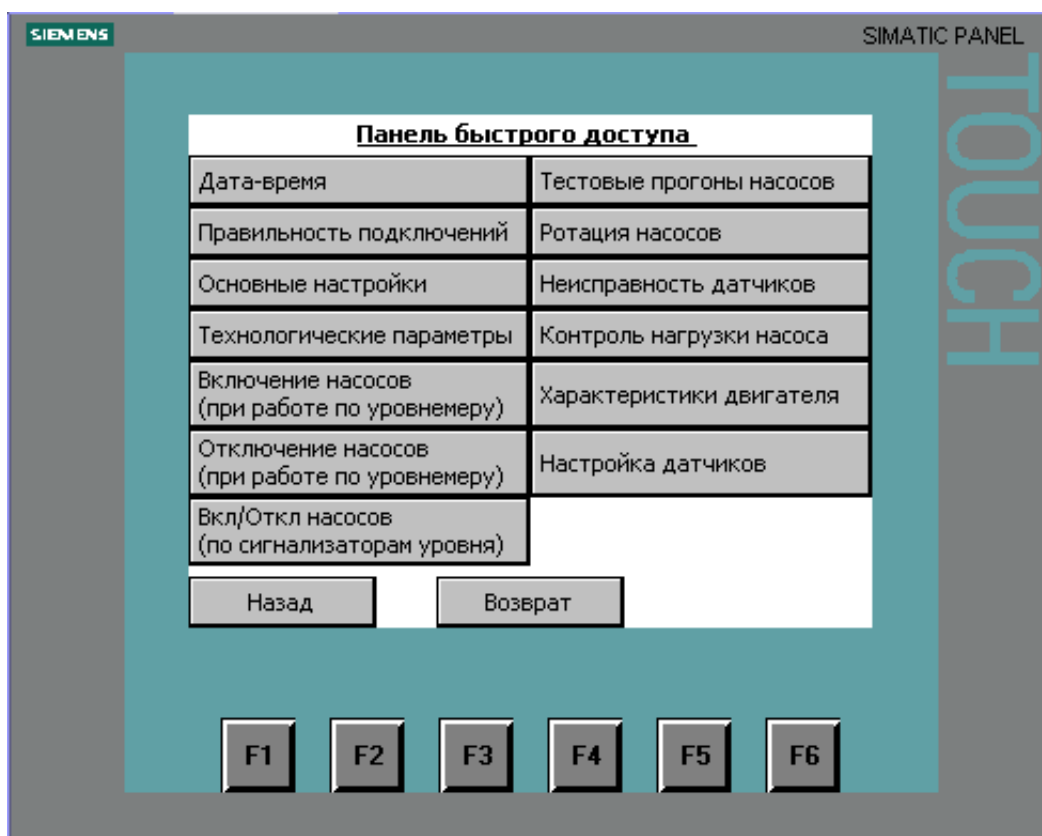 SIEMENS
SIMATIC PANEL
TOUCH
Панель быстрого доступа
Дата-время
Тестовые прогоны насосов
Правильность подключений
Ротация насосов
Основные настройки
Неисправность датчиков
Технологические параметры
Контроль нагрузки насоса
Включение насосов
(при работе по уровнемеру)
Характеристики двигателя
Отключение насосов
(при работе по уровнемеру)
Настройка датчиков
Вкл/Откл насосов
(по сигнализаторам уровня)
Назад
Возврат
F1
F2
F3
F4
F5
F6